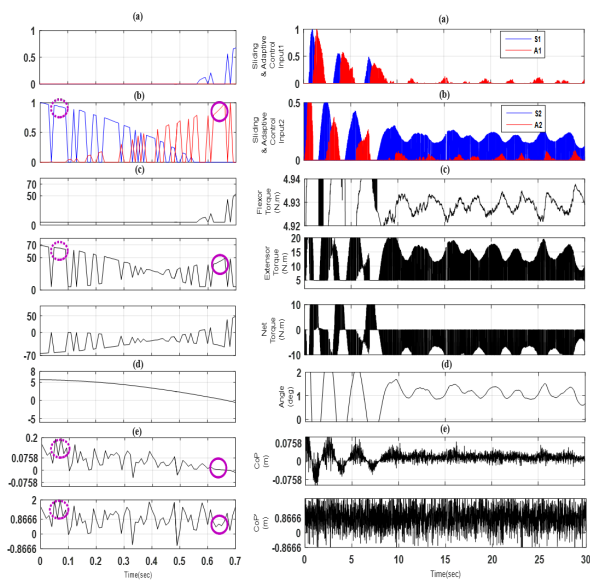 (a)
1
0.5
0
(b)
1
0.5
0
(c)
70
50
0
70
50
0
50
0
-70
(d)
8
5
0
-5
(e)
0.2
0.0758
0
-0.0758
2
0.8666
0
-0.8666
0 0.1 0.2 0.3 0.4 0.5 0.6 0.7
Time(sec)
(a)
Sliding
& Adaptive
Control
Input1
1
0.5
0
S1
A1
(b)
Sliding
& Adaptive
Control
Input2
0.5
0
S2
A2
(c)
Flexor
Torque
(N.m)
4.94
4.93
4.92
Extensor
Torque
(N.m)
20
15
10
5
0
Net
Torque
(N.m)
10
0
-10
(d)
Angle
(deg)
2
1
0
(e)
CoP
(m)
0.0758
0
-0.0758
CoP'
(m)
0.8666
0
-0.8666
0 5 10 15 20 25 30
Time(sec)